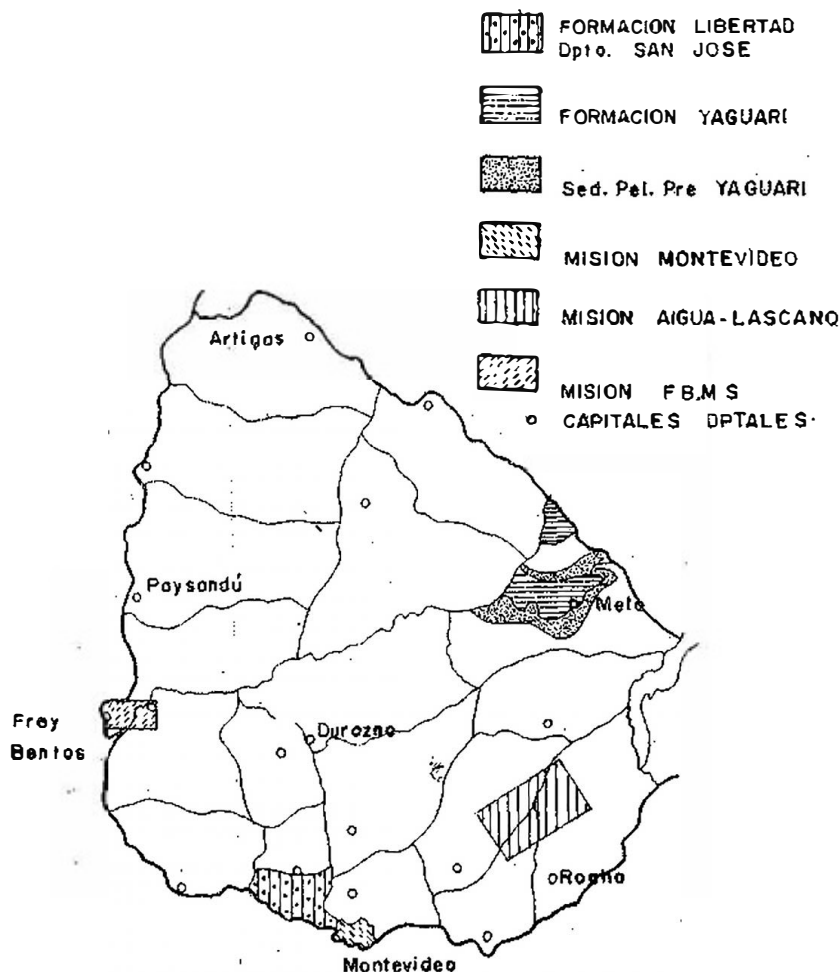 FORMACION LIBERTAD
Dpto. SAN JOSE
FORMACION YAGUARI
Sed. Pel. Pre YAGUARI
MISION MONTEVIDEO
MISION AIGUA-LASCANO
MISION F B.M S
CAPITALES DPTALES.
Artigas
Paysandú
Melo
Fray
Bentos
Durazno
Rocha
Montevideo